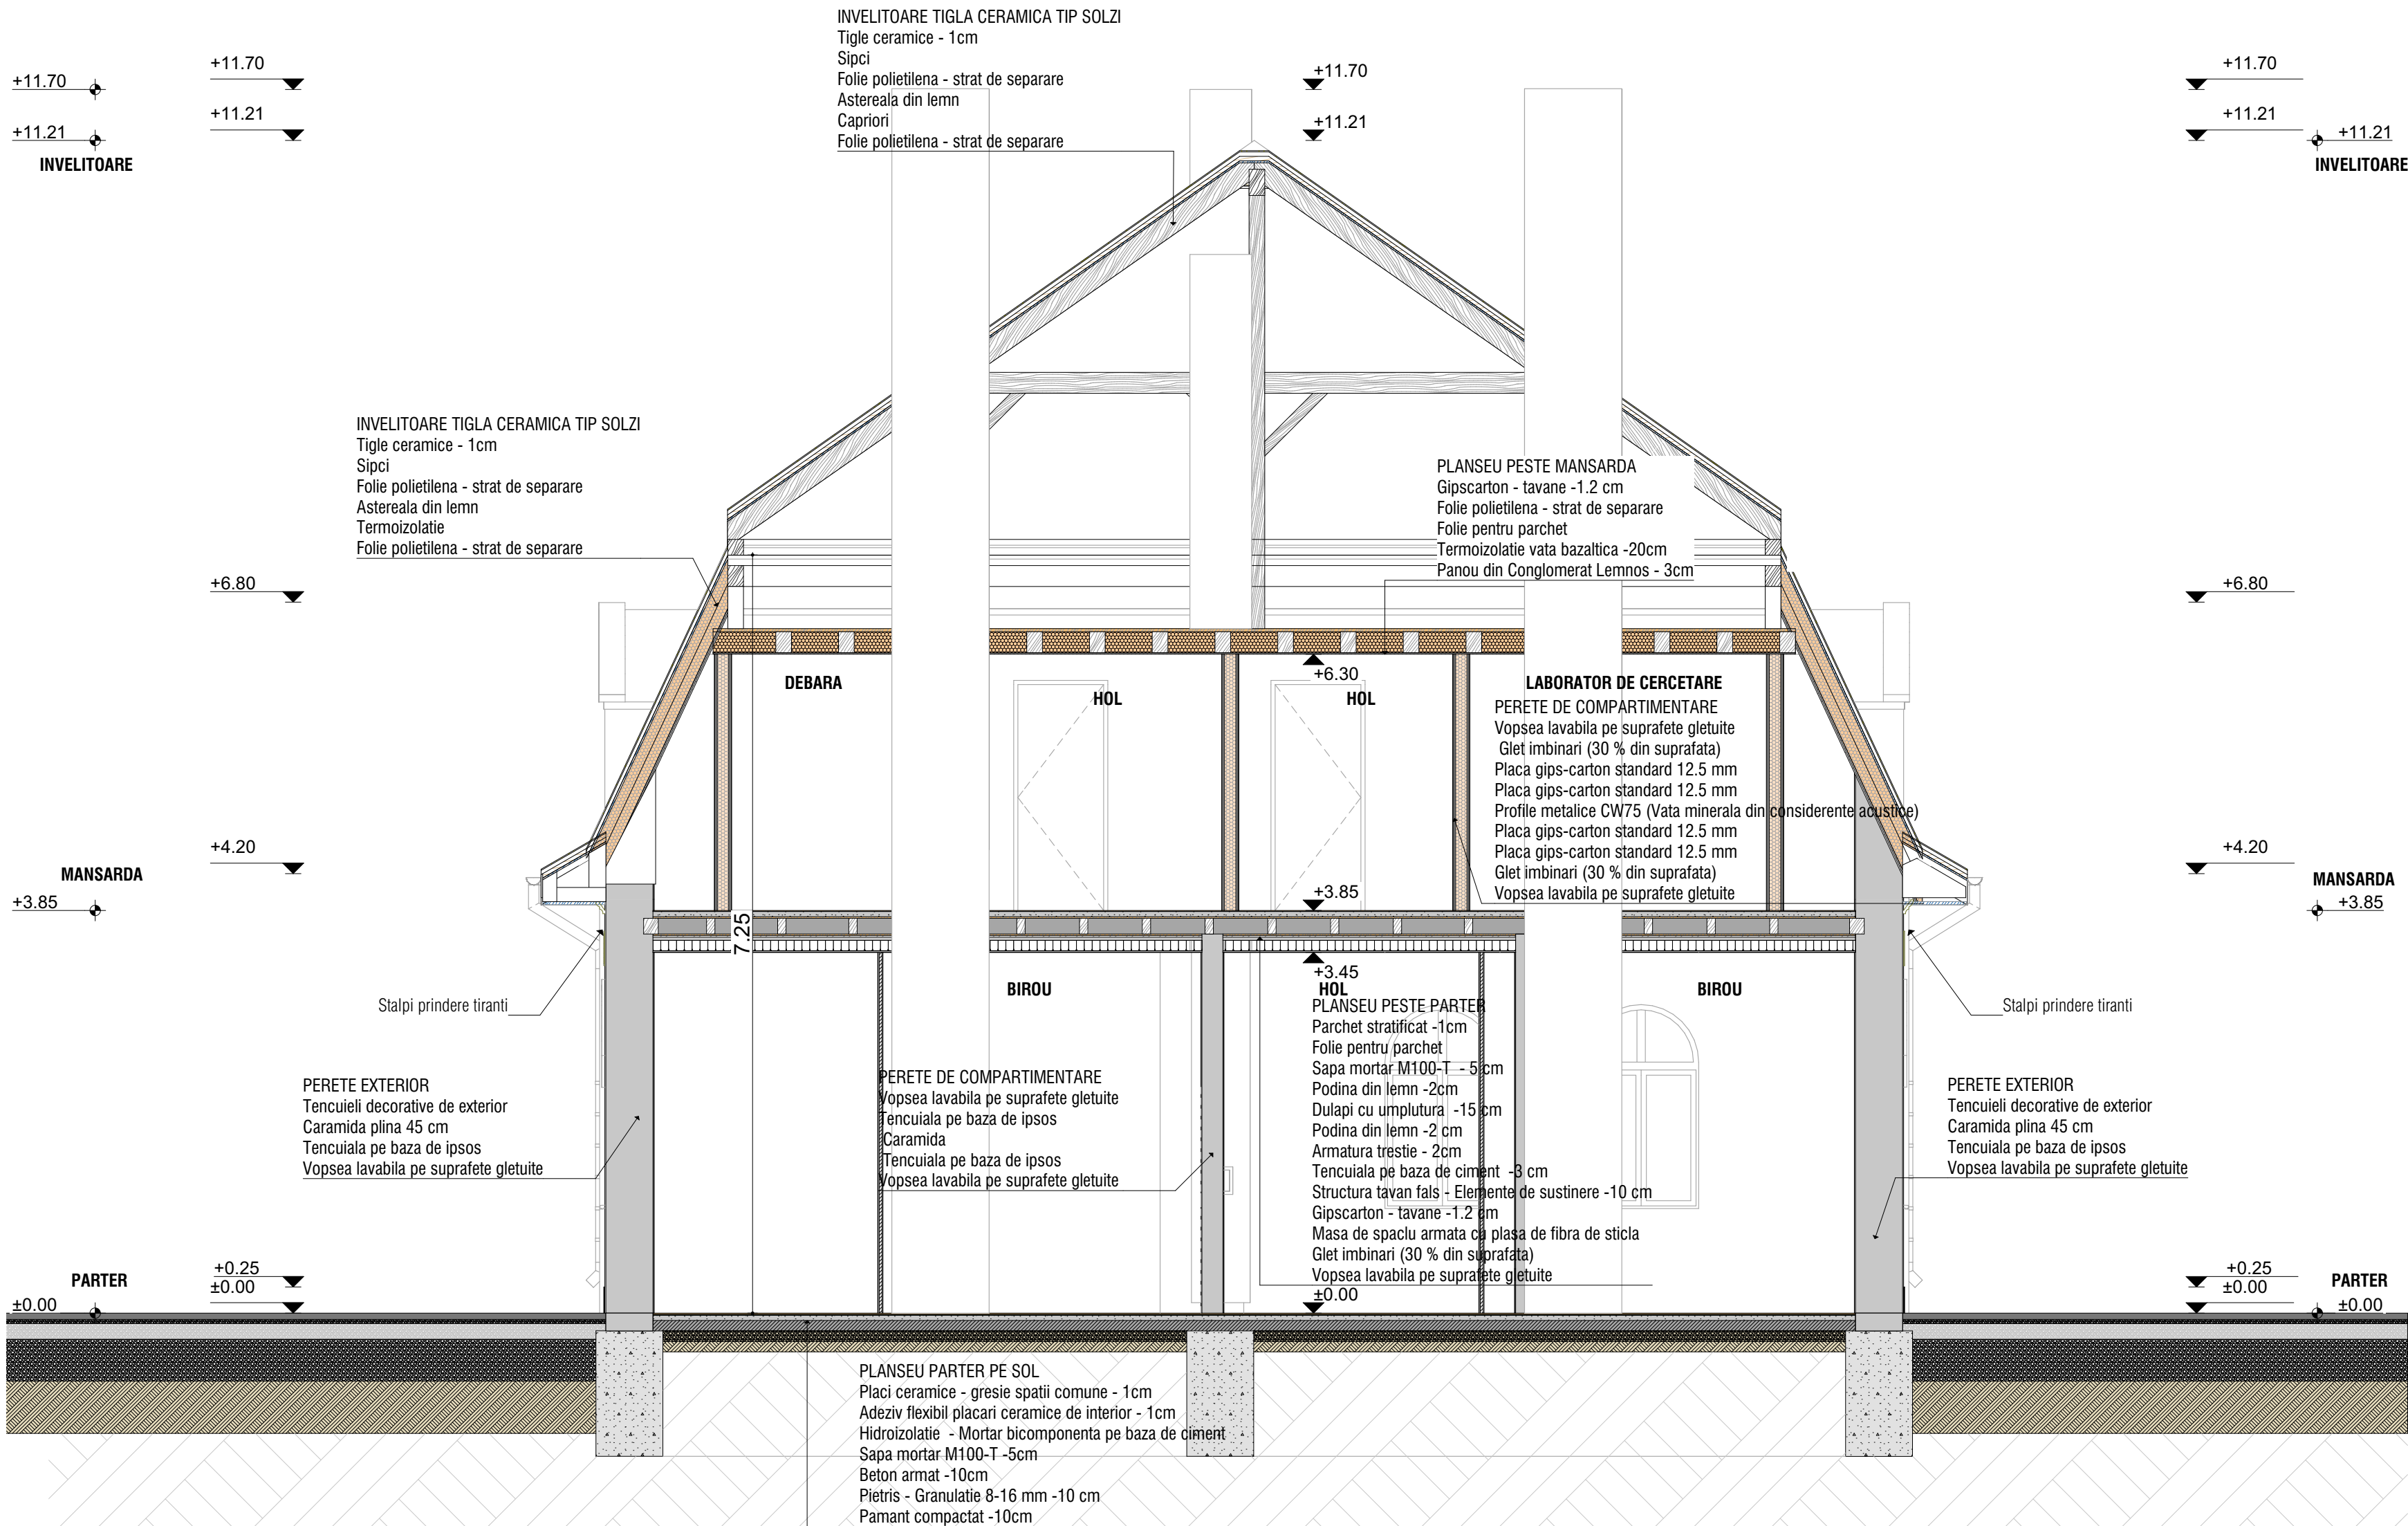 INVELITOARE TIGLA CERAMICA TIP SOLZI
Tigle ceramice - 1cm
Sipci
Folie polietilena - strat de separare
Astereala din lemn
Capriori
Folie polietilena - strat de separare
+11.70
+11.70
+11.70
+11.70
+11.21
+11.21
+11.21
+11.21
+11.21
INVELITOARE
INVELITOARE
INVELITOARE TIGLA CERAMICA TIP SOLZI
Tigle ceramice - 1cm
Sipci
Folie polietilena - strat de separare
Astereala din lemn
Termoizolatie
Folie polietilena - strat de separare
PLANSEU PESTE MANSARDA
Gipscarton - tavane -1.2 cm
Folie polietilena - strat de separare
Folie pentru parchet
Termoizolatie vata bazaltica -20cm
Panou din Conglomerat Lemnos - 3cm
+6.80
+6.80
+6.30
DEBARA
HOL
HOL
LABORATOR DE CERCETARE
PERETE DE COMPARTIMENTARE
Vopsea lavabila pe suprafete gletuite
Glet imbinari (30 % din suprafata)
Placa gips-carton standard 12.5 mm
Placa gips-carton standard 12.5 mm
Profile metalice CW75 (Vata minerala din considerente acustice)
Placa gips-carton standard 12.5 mm
Placa gips-carton standard 12.5 mm
Glet imbinari (30 % din suprafata)
Vopsea lavabila pe suprafete gletuite
+4.20
+4.20
MANSARDA
+3.85
+3.85
MANSARDA
+3.85
7.25
+3.45
BIROU
HOL
BIROU
Stalpi prindere tiranti
Stalpi prindere tiranti
PLANSEU PESTE PARTER
Parchet stratificat -1cm
Folie pentru parchet
Sapa mortar M100-T - 5 cm
Podina din lemn -2cm
Dulapi cu umplutura -15 cm
Podina din lemn -2 cm
Armatura trestie - 2cm
Tencuiala pe baza de ciment -3 cm
Structura tavan fals - Elemente de sustinere -10 cm
Gipscarton - tavane -1.2 cm
Masa de spaclu armata cu plasa de fibra de sticla
Glet imbinari (30 % din suprafata)
Vopsea lavabila pe suprafete gletuite
PERETE EXTERIOR
Tencuieli decorative de exterior
Caramida plina 45 cm
Tencuiala pe baza de ipsos
Vopsea lavabila pe suprafete gletuite
PERETE DE COMPARTIMENTARE
Vopsea lavabila pe suprafete gletuite
Tencuiala pe baza de ipsos
Caramida
Tencuiala pe baza de ipsos
Vopsea lavabila pe suprafete gletuite
PERETE EXTERIOR
Tencuieli decorative de exterior
Caramida plina 45 cm
Tencuiala pe baza de ipsos
Vopsea lavabila pe suprafete gletuite
PARTER
±0.00
+0.25
±0.00
±0.00
+0.25
±0.00
PARTER
±0.00
PLANSEU PARTER PE SOL
Placi ceramice - gresie spatii comune - 1cm
Adeziv flexibil placari ceramice de interior - 1cm
Hidroizolatie - Mortar bicomponenta pe baza de ciment
Sapa mortar M100-T -5cm
Beton armat -10cm
Pietris - Granulatie 8-16 mm -10 cm
Pamant compactat -10cm